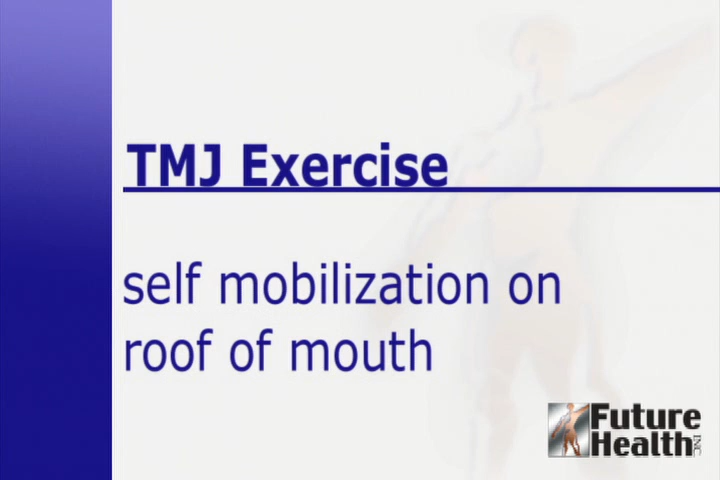 TMJ Exercise
self mobilization on
roof of mouth
Future
Health INC